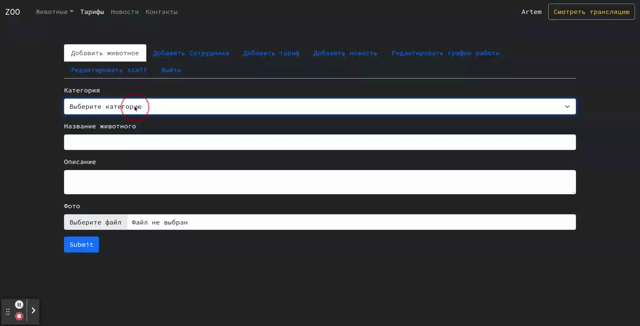 ZOO Животные Тарифы Новости Контакты Artem Смотреть трансляцию
Добавить животное Добавить Сотрудника Добавить тариф Добавить новость Редактировать график работы
Редактировать staff Выйти
Категория
Выберите категорию
Название животного
Описание
Фото
Выберите файл Файл не выбран
Submit